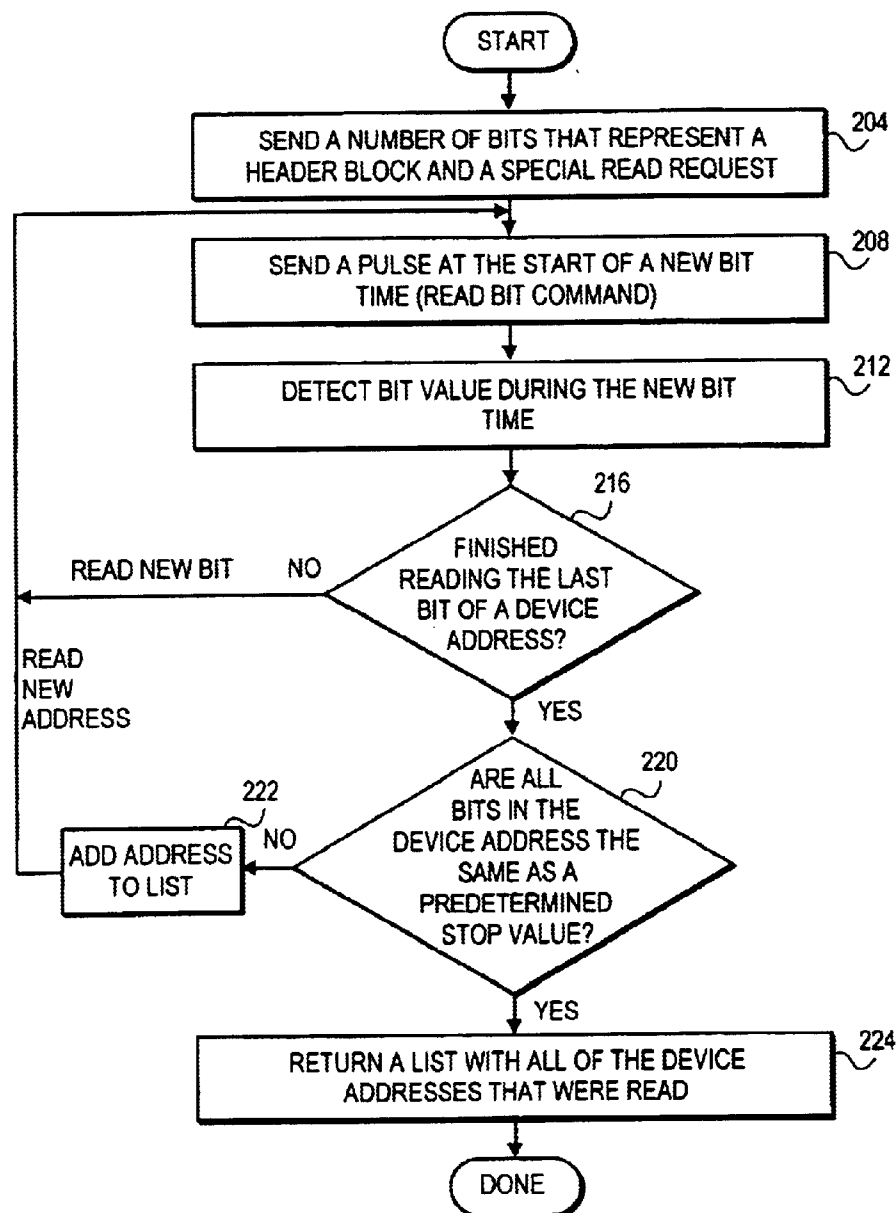 START
204
SEND A NUMBER OF BITS THAT REPRESENT A
HEADER BLOCK AND A SPECIAL READ REQUEST
208
SEND A PULSE AT THE START OF A NEW BIT
TIME (READ BIT COMMAND)
212
DETECT BIT VALUE DURING THE NEW BIT
TIME
216
FINISHED
READING THE LAST
BIT OF A DEVICE
ADDRESS?
READ NEW BIT
NO
READ
NEW
ADDRESS
YES
220
ARE ALL
BITS IN THE
DEVICE ADDRESS THE
SAME AS A
PREDETERMINED
STOP VALUE?
222
NO
ADD ADDRESS
TO LIST
YES
224
RETURN A LIST WITH ALL OF THE DEVICE
ADDRESSES THAT WERE READ
DONE